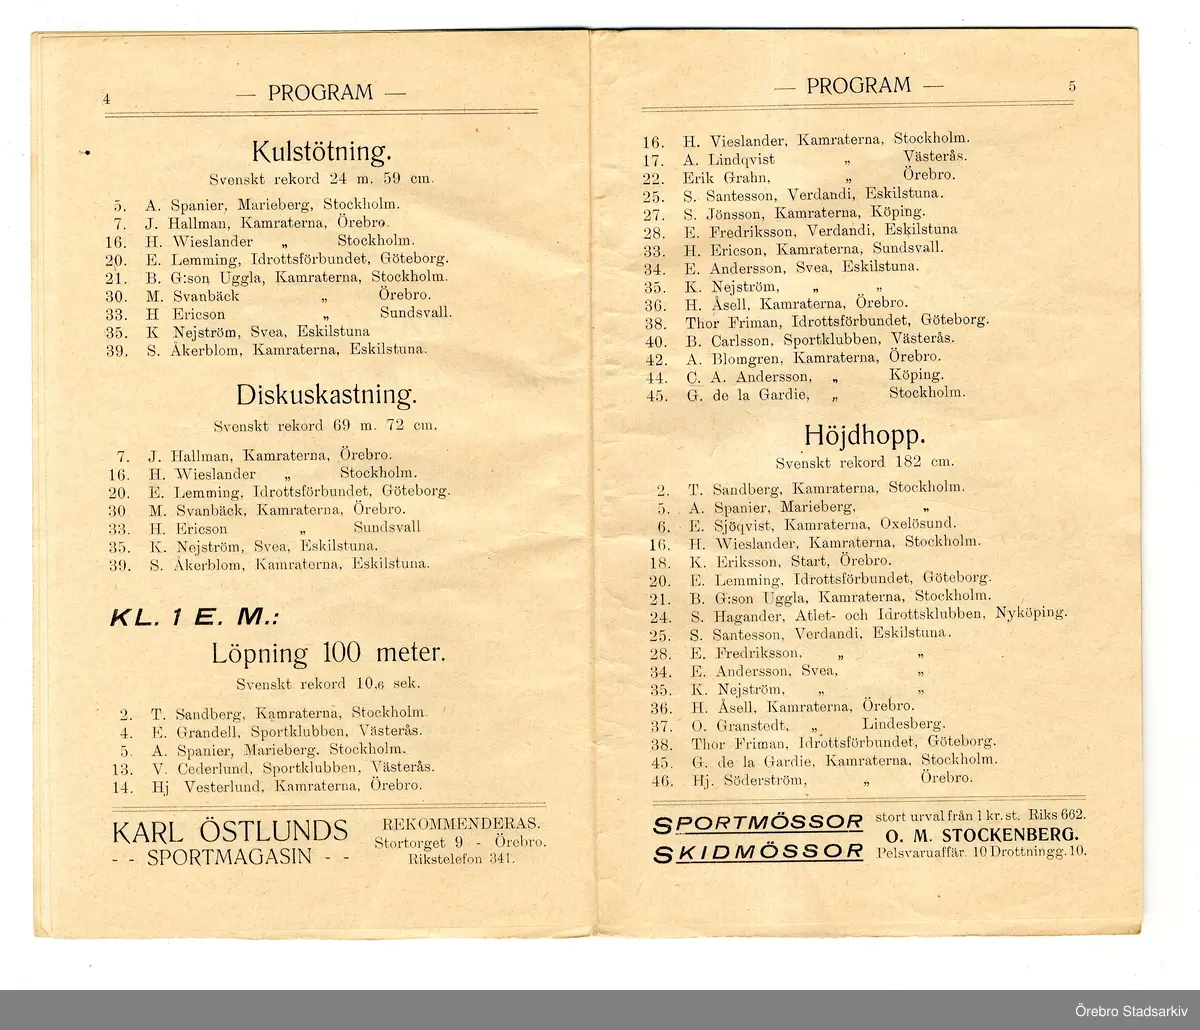 4 — PROGRAM —
Kulstötning.
Svenskt rekord 24 m. 59 cm.
5. A. Spanier, Marieberg, Stockholm.
7. J. Hallman, Kamraterna, Örebro.
16. H. Wieslander „ Stockholm.
20. E. Lemming, Idrottsförbundet, Göteborg.
21. B. G:son Uggla, Kamraterna, Stockholm.
30. M. Svanbäck „ Örebro.
33. H Ericson „ Sundsvall.
35. K Nejström, Svea, Eskilstuna
39. S. Åkerblom, Kamraterna, Eskilstuna.
Diskuskastning.
Svenskt rekord 69 m. 72 cm.
7. J. Hallman, Kamraterna, Örebro.
16. H. Wieslander „ Stockholm.
20. E. Lemming, Idrottsförbundet, Göteborg.
30 M. Svanbäck, Kamraterna, Örebro.
33. H. Ericson „ Sundsvall
35. K. Nejström, Svea, Eskilstuna.
39. S. Åkerblom, Kamraterna, Eskilstuna.
KL. 1 E. M.:
Löpning 100 meter.
Svenskt rekord 10,6 sek.
2. T. Sandberg, Kamraterna, Stockholm.
4. E. Grandell, Sportklubben, Västerås.
5. A. Spanier, Marieberg. Stockholm.
13. V. Cederlund, Sportklubben, Västerås.
14. Hj Vesterlund, Kamraterna, Örebro.
KARL ÖSTLUNDS
- - SPORTMAGASIN - -
REKOMMENDERAS.
Stortorget 9 - Örebro.
Rikstelefon 341.
— PROGRAM — 5
16. H. Vieslander, Kamraterna, Stockholm.
17. A. Lindqvist „ Västerås.
22. Erik Grahn, „ Örebro.
25. S. Santesson, Verdandi, Eskilstuna.
27. S. Jönsson, Kamraterna, Köping.
28. E. Fredriksson, Verdandi, Eskilstuna
33. H. Ericson, Kamraterna, Sundsvall.
34. E. Andersson, Svea, Eskilstuna.
35. K. Nejström, „ „
36. H. Åsell, Kamraterna, Örebro.
38. Thor Friman, Idrottsförbundet, Göteborg.
40. B. Carlsson, Sportklubben, Västerås.
42. A. Blomgren, Kamraterna, Örebro.
44. C. A. Andersson, „ Köping.
45. G. de la Gardie, „ Stockholm.
Höjdhopp.
Svenskt rekord 182 cm.
2. T. Sandberg, Kamraterna, Stockholm.
5. A. Spanier, Marieberg, „
6. E. Sjöqvist, Kamraterna, Oxelösund.
16. H. Wieslander, Kamraterna, Stockholm.
18. K. Eriksson, Start, Örebro.
20. E. Lemming, Idrottsförbundet, Göteborg.
21. B. G:son Uggla, Kamraterna, Stockholm.
24. S. Hagander, Atlet- och Idrottsklubben, Nyköping.
25. S. Santesson, Verdandi, Eskilstuna.
28. E. Fredriksson, „ „
34. E. Andersson, Svea, „
35. K. Nejström, „ „
36. H. Åsell, Kamraterna, Örebro.
37. O. Granstedt, „ Lindesberg.
38. Thor Friman, Idrottsförbundet, Göteborg.
45. G. de la Gardie, Kamraterna, Stockholm.
46. Hj. Söderström, „ Örebro.
SPORTMÖSSOR
SKIDMÖSSOR
stort urval från 1 kr. st. Riks 662.
O. M. STOCKENBERG.
Pelsvaruaffär. 10 Drottningg. 10.
Örebro Stadsarkiv